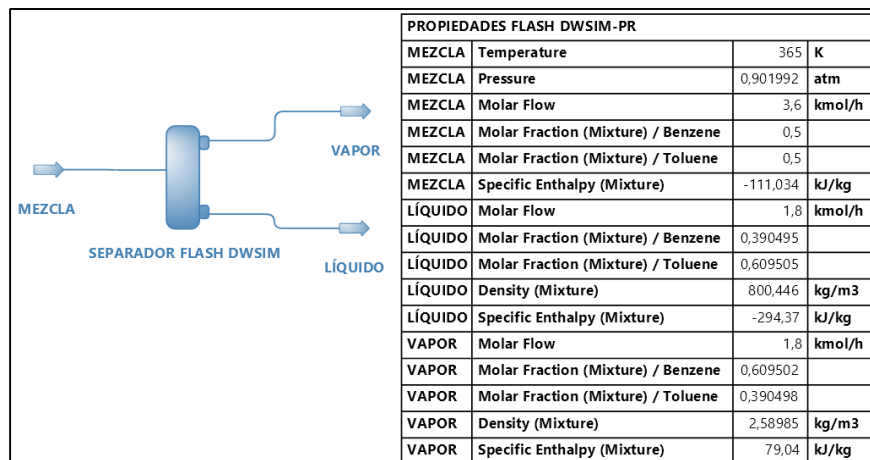 VAPOR
MEZCLA
SEPARADOR FLASH DWSIM
LÍQUIDO
PROPIEDADES FLASH DWSIM-PR
MEZCLA Temperature 365 K
MEZCLA Pressure 0,901992 atm
MEZCLA Molar Flow 3,6 kmol/h
MEZCLA Molar Fraction (Mixture) / Benzene 0,5
MEZCLA Molar Fraction (Mixture) / Toluene 0,5
MEZCLA Specific Enthalpy (Mixture) -111,034 kJ/kg
LÍQUIDO Molar Flow 1,8 kmol/h
LÍQUIDO Molar Fraction (Mixture) / Benzene 0,390495
LÍQUIDO Molar Fraction (Mixture) / Toluene 0,609505
LÍQUIDO Density (Mixture) 800,446 kg/m3
LÍQUIDO Specific Enthalpy (Mixture) -294,37 kJ/kg
VAPOR Molar Flow 1,8 kmol/h
VAPOR Molar Fraction (Mixture) / Benzene 0,609502
VAPOR Molar Fraction (Mixture) / Toluene 0,390498
VAPOR Density (Mixture) 2,58985 kg/m3
VAPOR Specific Enthalpy (Mixture) 79,04 kJ/kg